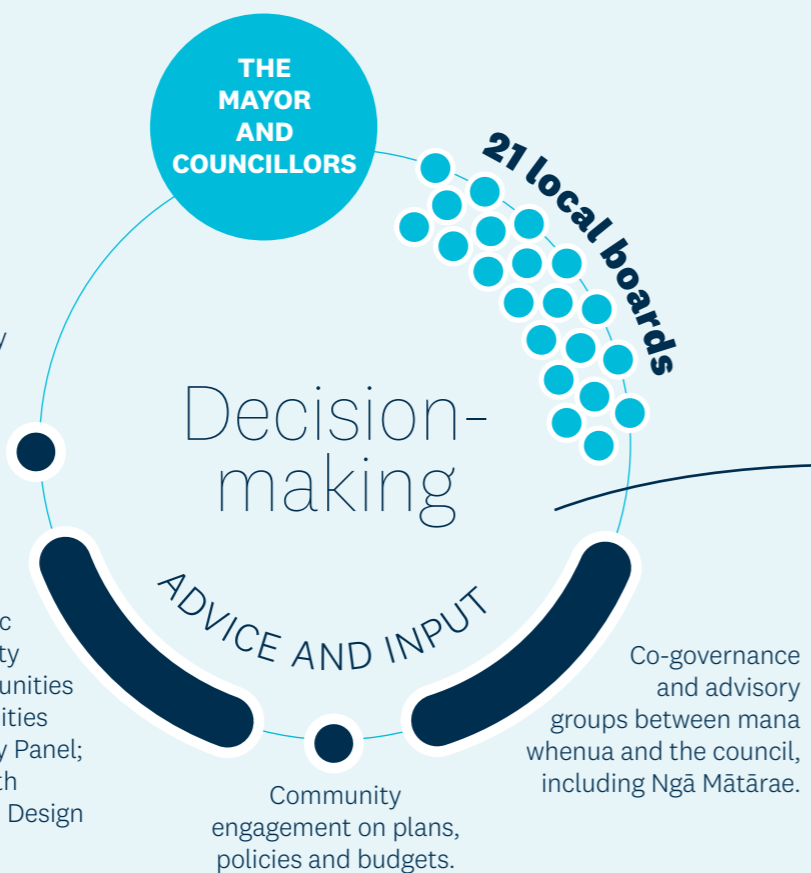 THE
MAYOR
AND
COUNCILLORS
21 local boards
Decision-
making
ADVICE AND INPUT
Co-governance
and advisory
groups between mana
whenua and the council,
including Ngā Mātārae.
Community
engagement on plans,
policies and budgets.
y Panel;
Design